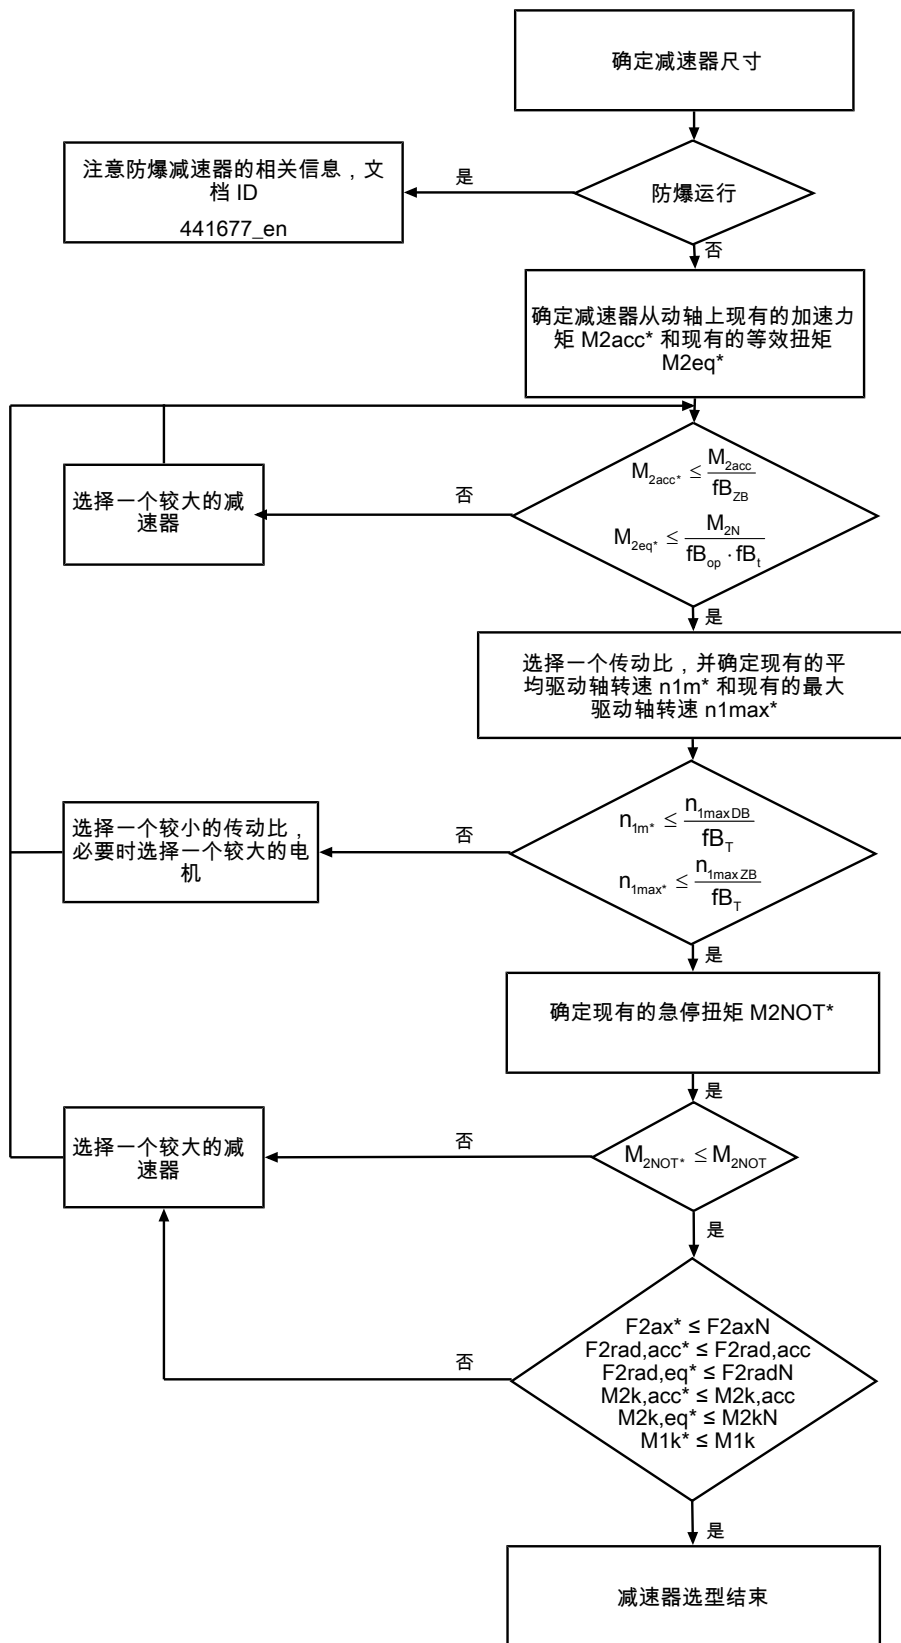 确定减速器尺寸
注意防爆减速器的相关信息，文
档 ID
441677_en
是
防爆运行
否
确定减速器从动轴上现有的加速力
矩 M2acc* 和现有的等效扭矩
M2eq*
选择一个较大的减
速器
否
M2acc* ≤ M2acc / fBZB
M2eq* ≤ M2N / fBop · fBt
是
选择一个传动比，并确定现有的平
均驱动轴转速 n1m* 和现有的最大
驱动轴转速 n1max*
选择一个较小的传动比，
必要时选择一个较大的电
机
否
n1m* ≤ n1maxDB / fBT
n1max* ≤ n1maxZB / fBT
是
确定现有的急停扭矩 M2NOT*
是
选择一个较大的减
速器
否
M2NOT* ≤ M2NOT
是
否
F2ax* ≤ F2axN
F2rad,acc* ≤ F2rad,acc
F2rad,eq* ≤ F2radN
M2k,acc* ≤ M2k,acc
M2k,eq* ≤ M2kN
M1k* ≤ M1k
是
减速器选型结束